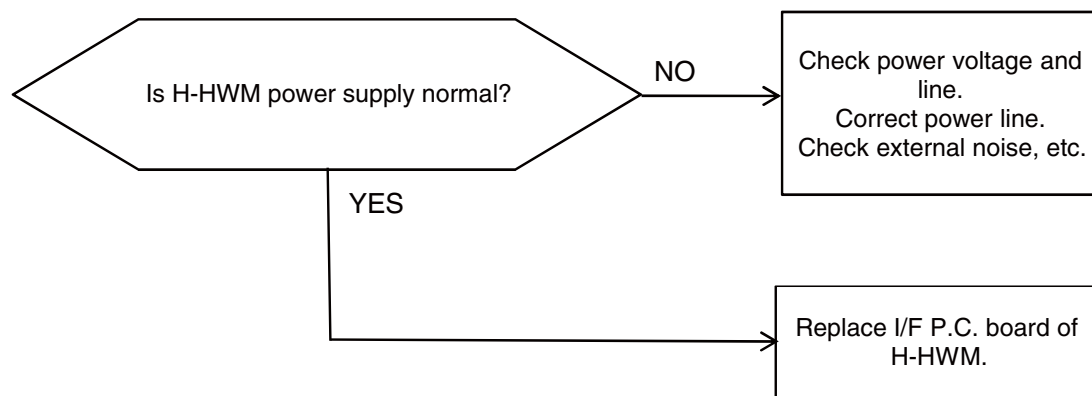 Is H-HWM power supply normal?
NO
Check power voltage and
line.
Correct power line.
Check external noise, etc.
YES
Replace I/F P.C. board of
H-HWM.